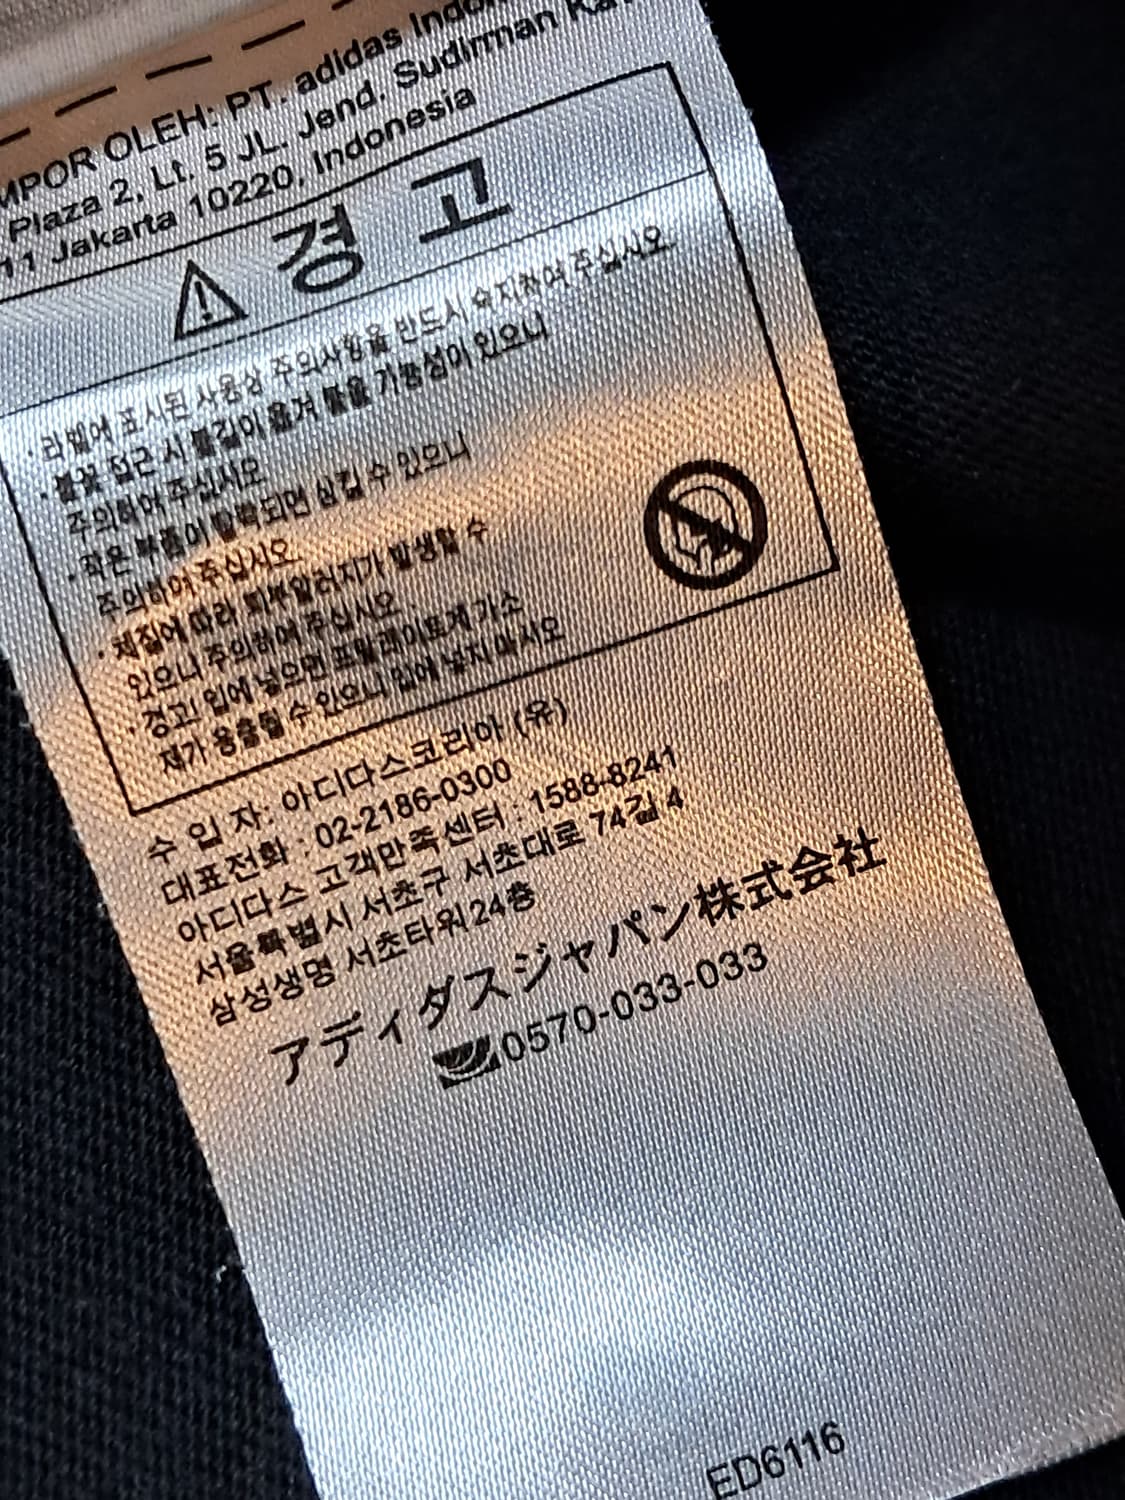 MPOR OLEH: PT. adidas Indon
Plaza 2, Lt. 5 JL. Jend. Sudirman Kav
11 Jakarta 10220, Indonesia
경 고
· 라벨에 표시된 사용상 주의사항을 반드시 숙지하여 주십시오.
· 불꽃 접근 시 불길이 옮겨 붙을 가능성이 있으니
주의하여 주십시오
· 작은 부품이 탈락되면 삼킬 수 있으니
주의하여 주십시오
· 체질에 따라 피부알러지가 발생할 수
있으니 주의하여 주십시오.
· 경고! 입에 넣으면 프탈레이트계 가소
제가 용출될 수 있으니 입에 넣지 마시오
수 입 자: 아디다스코리아 (유)
대표전화 : 02-2186-0300
아디다스 고객만족센터 : 1588-8241
서울특별시 서초구 서초대로 74길 4
삼성생명 서초타워 24층
アディダスジャパン株式会社
0570-033-033
ED6116